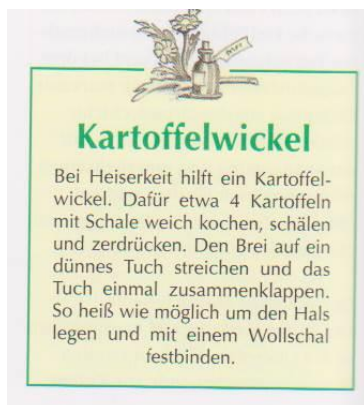 Kartoffelwickel
Bei Heiserkeit hilft ein Kartoffel-
wickel. Dafür etwa 4 Kartoffeln
mit Schale weich kochen, schälen
und zerdrücken. Den Brei auf ein
dünnes Tuch streichen und das
Tuch einmal zusammenklappen.
So heiß wie möglich um den Hals
legen und mit einem Wollschal
festbinden.